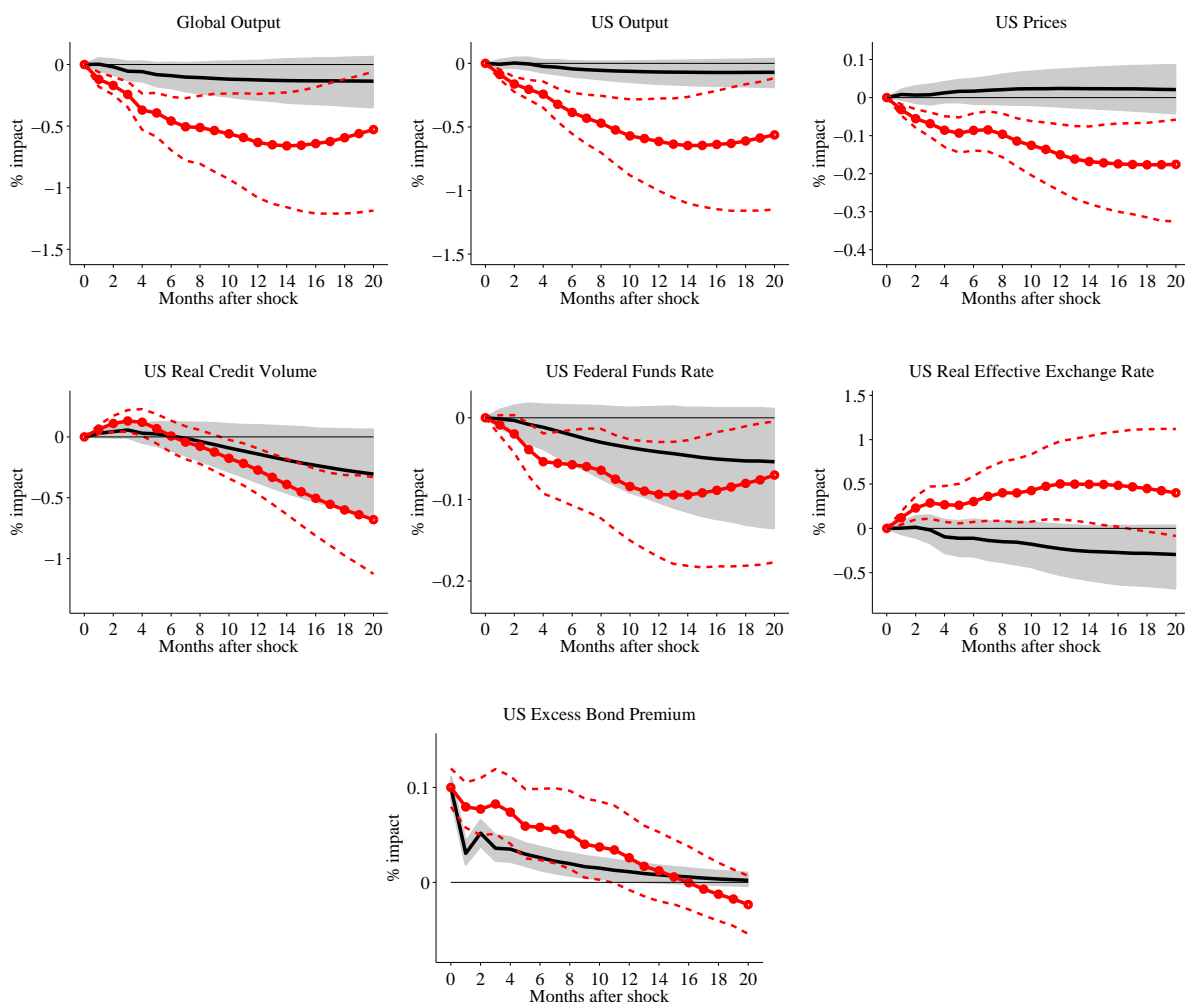 Global Output
US Output
US Prices
% impact
0
−0.5
−1
−1.5
0 2 4 6 8 10 12 14 16 18 20
Months after shock
% impact
0
−0.5
−1
−1.5
0 2 4 6 8 10 12 14 16 18 20
Months after shock
% impact
0.1
0
−0.1
−0.2
−0.3
−0.4
0 2 4 6 8 10 12 14 16 18 20
Months after shock
US Real Credit Volume
US Federal Funds Rate
US Real Effective Exchange Rate
% impact
0
−0.5
−1
0 2 4 6 8 10 12 14 16 18 20
Months after shock
% impact
0
−0.1
−0.2
0 2 4 6 8 10 12 14 16 18 20
Months after shock
% impact
1.5
1
0.5
0
−0.5
0 2 4 6 8 10 12 14 16 18 20
Months after shock
US Excess Bond Premium
% impact
0.1
0
0 2 4 6 8 10 12 14 16 18 20
Months after shock